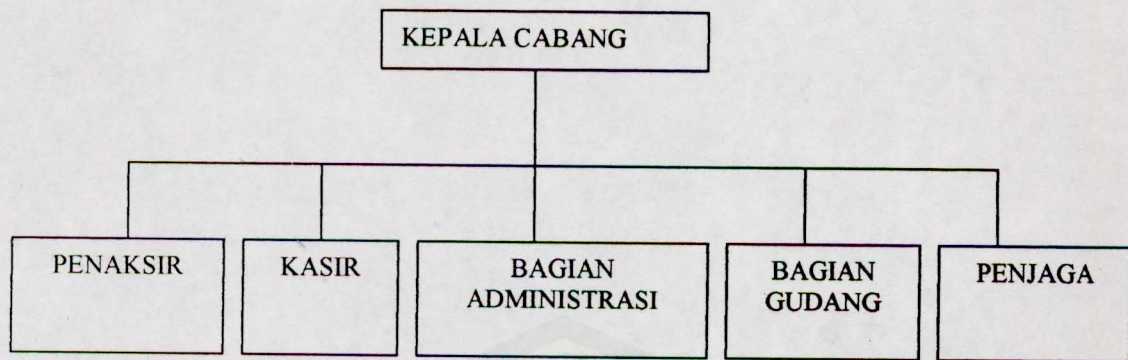 KEPALA CABANG
PENAKSIR
KASIR
BAGIAN
ADMINISTRASI
BAGIAN
GUDANG
PENJAGA